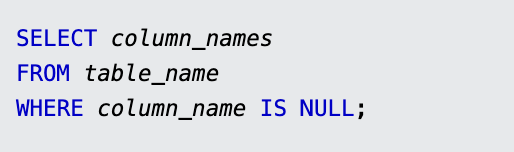 SELECT column_names
FROM table_name
WHERE column_name IS NULL;